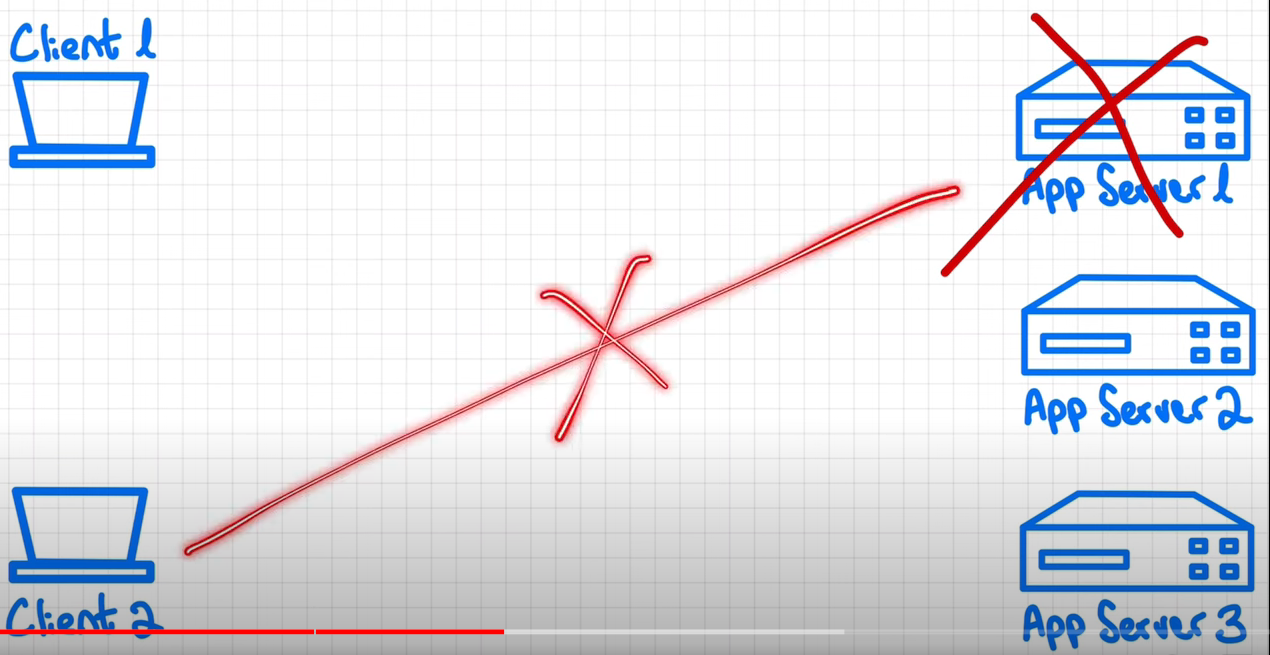 Client 1
App Server 1
App Server 2
Client 2
App Server 3